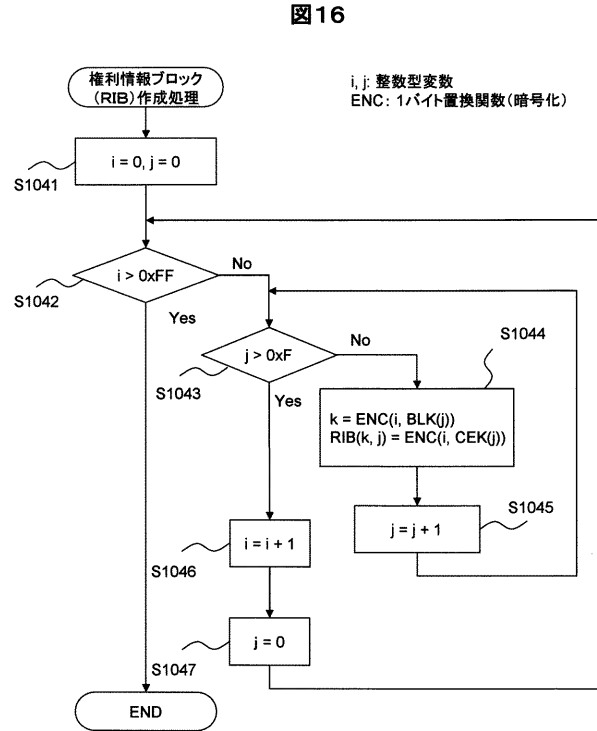 図16
権利情報ブロック
(RIB)作成処理
i, j: 整数型変数
ENC: 1バイト置換関数(暗号化)
i = 0, j = 0
S1041
i > 0xFF
No
S1042
Yes
j > 0xF
No
S1044
S1043
Yes
k = ENC(i, BLK(j))
RIB(k, j) = ENC(i, CEK(j))
S1045
j = j + 1
i = i + 1
S1046
j = 0
S1047
END